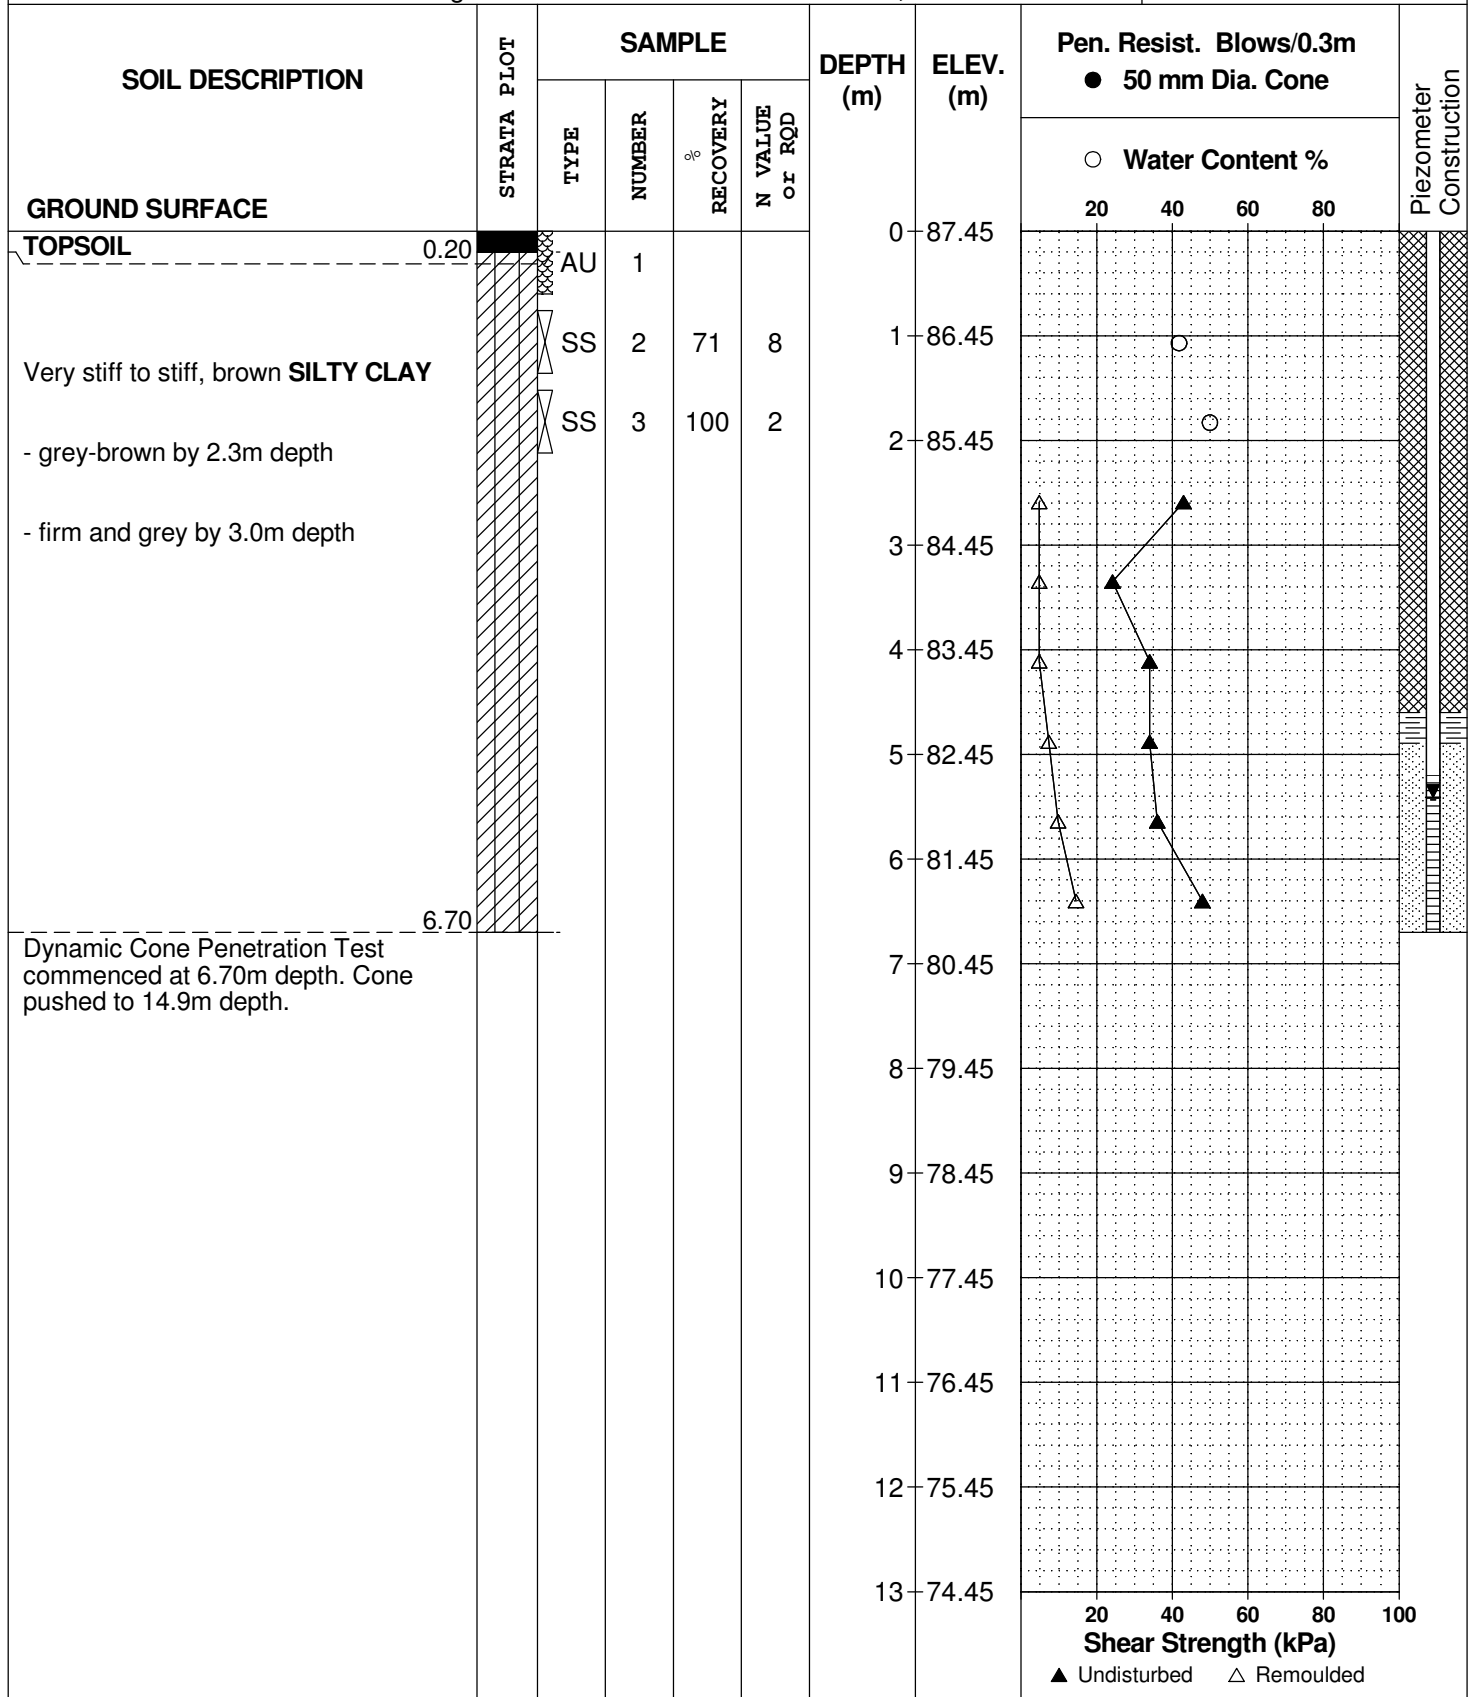 SOIL DESCRIPTION
GROUND SURFACE
STRATA PLOT
SAMPLE
TYPE
NUMBER
%
RECOVERY
N VALUE
or RQD
DEPTH
(m)
ELEV.
(m)
Pen. Resist. Blows/0.3m
● 50 mm Dia. Cone
○ Water Content %
20 40 60 80
Piezometer
Construction
TOPSOIL 0.20
AU 1
0 87.45
SS 2 71 8
1 86.45
Very stiff to stiff, brown SILTY CLAY
SS 3 100 2
2 85.45
- grey-brown by 2.3m depth
- firm and grey by 3.0m depth
3 84.45
4 83.45
5 82.45
6 81.45
6.70
Dynamic Cone Penetration Test
commenced at 6.70m depth. Cone
pushed to 14.9m depth.
7 80.45
8 79.45
9 78.45
10 77.45
11 76.45
12 75.45
13 74.45
20 40 60 80 100
Shear Strength (kPa)
▲ Undisturbed △ Remoulded